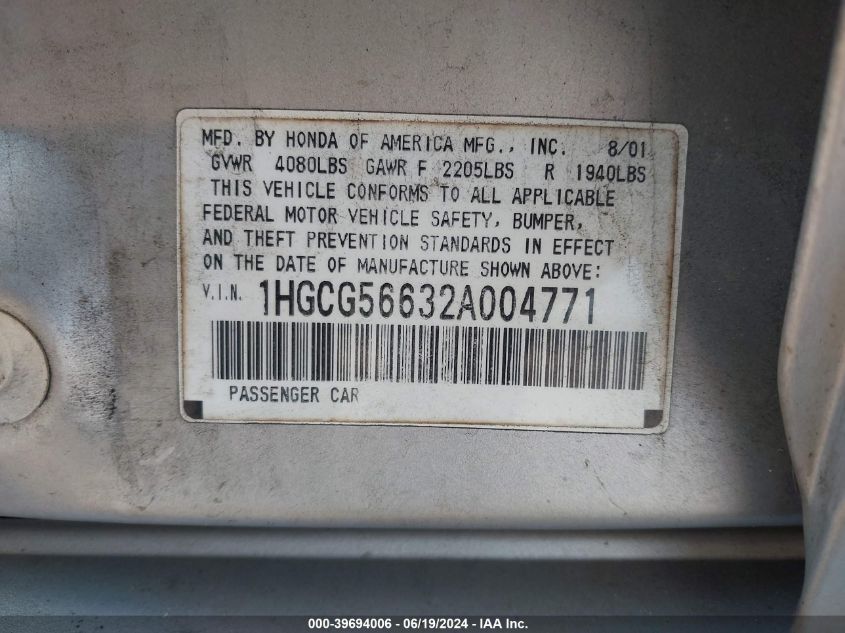 MFD. BY HONDA OF AMERICA MFG., INC. 8/01
GVWR 4080LBS GAWR F 2205LBS R 1940LBS
THIS VEHICLE CONFORMS TO ALL APPLICABLE
FEDERAL MOTOR VEHICLE SAFETY, BUMPER,
AND THEFT PREVENTION STANDARDS IN EFFECT
ON THE DATE OF MANUFACTURE SHOWN ABOVE:
V.I.N. 1HGCG56632A004771
PASSENGER CAR
000-39694006 - 06/19/2024 - IAA Inc.